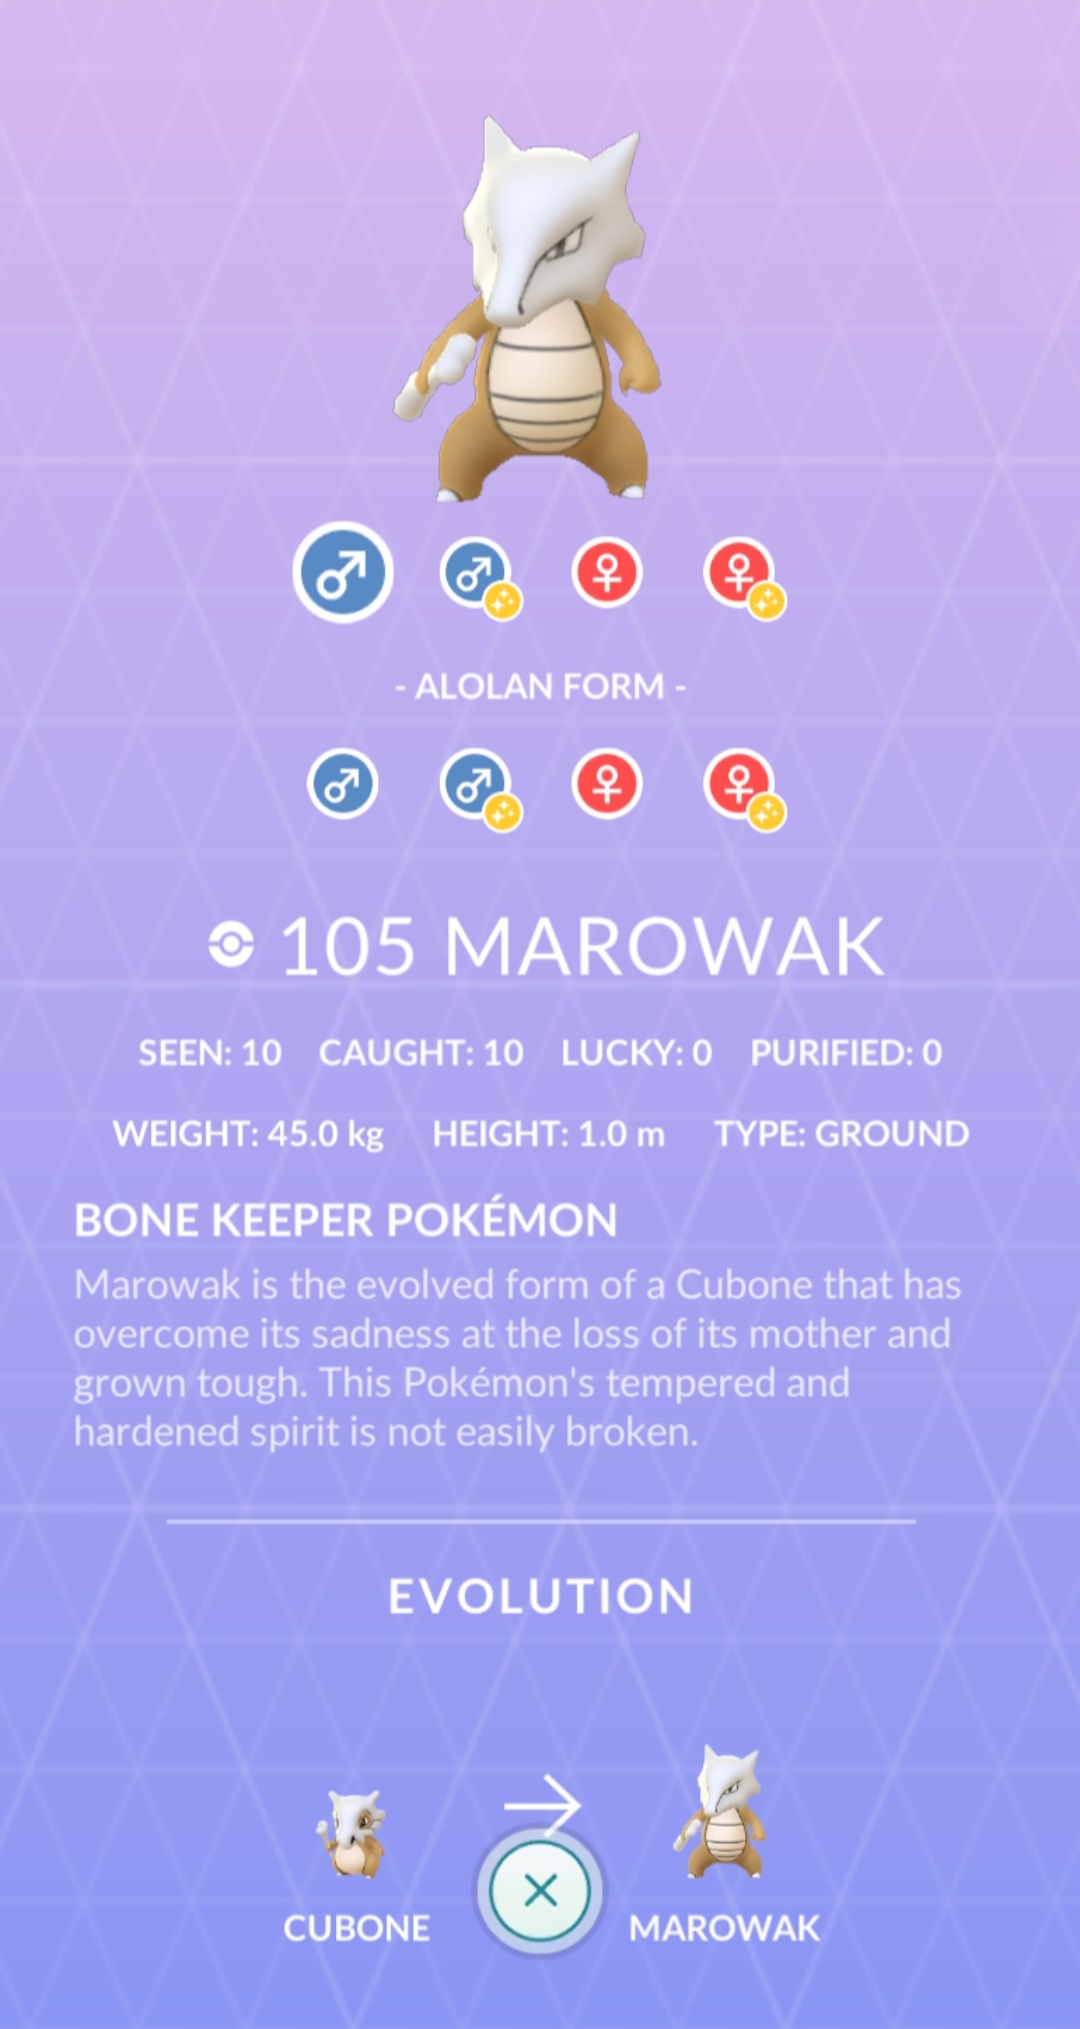 - ALOLAN FORM -
105 MAROWAK
SEEN: 10 CAUGHT: 10 LUCKY: 0 PURIFIED: 0
WEIGHT: 45.0 kg HEIGHT: 1.0 m TYPE: GROUND
BONE KEEPER POKÉMON
Marowak is the evolved form of a Cubone that has
overcome its sadness at the loss of its mother and
grown tough. This Pokémon's tempered and
hardened spirit is not easily broken.
EVOLUTION
CUBONE MAROWAK